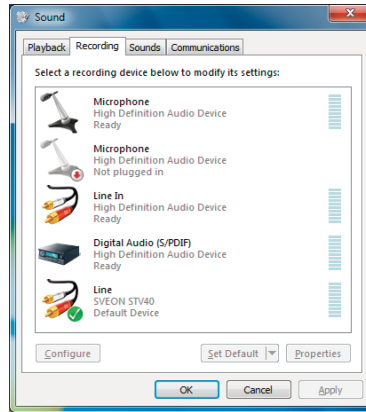 Sound
Playback Recording Sounds Communications
Select a recording device below to modify its settings:
Microphone
High Definition Audio Device
Ready
Microphone
High Definition Audio Device
Not plugged in
Line In
High Definition Audio Device
Ready
Digital Audio (S/PDIF)
High Definition Audio Device
Ready
Line
SVEON STV40
Default Device
Configure Set Default Properties
OK Cancel Apply